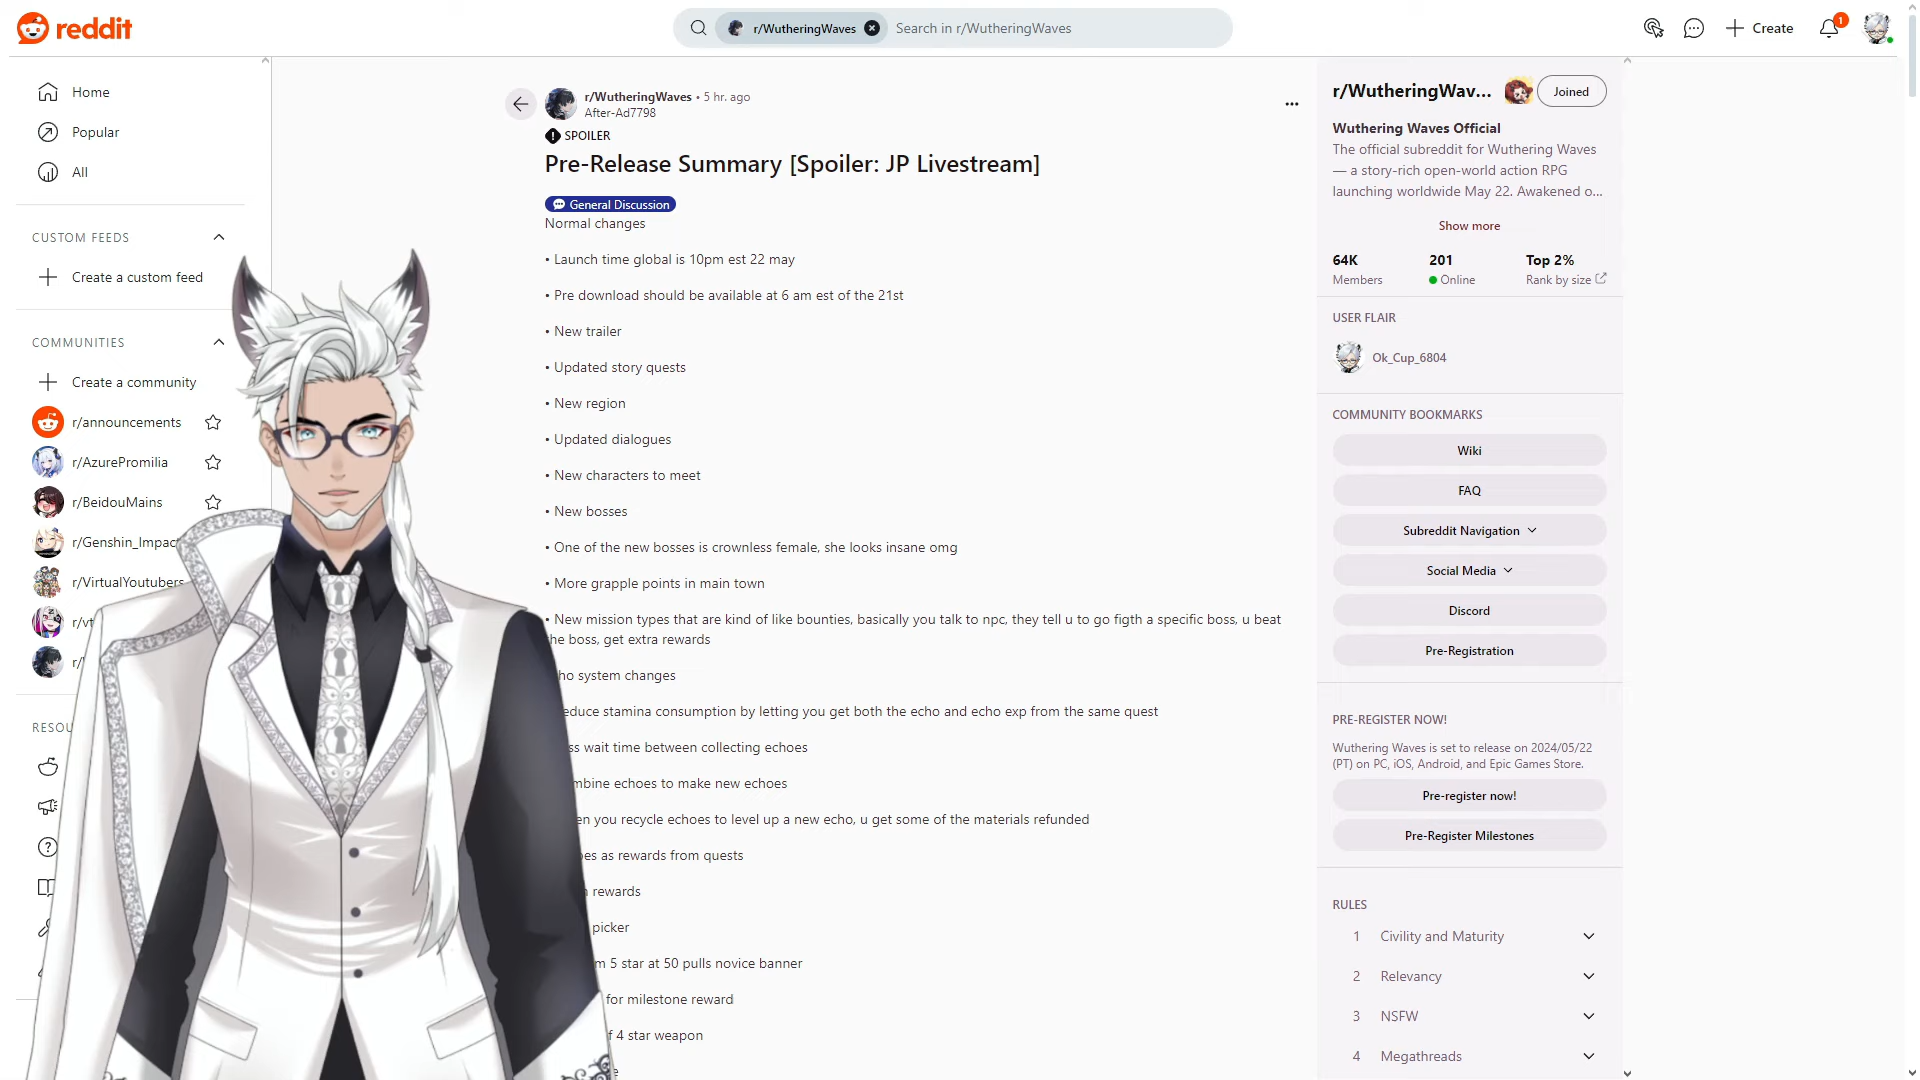 reddit
r/WutheringWaves
Search in r/WutheringWaves
Create
1
Home
Popular
All
CUSTOM FEEDS
Create a custom feed
COMMUNITIES
Create a community
r/announcements
r/AzurePromilia
r/BeidouMains
r/Genshin_Impac
r/VirtualYoutubers
r/vt
r/
RESOU
r/WutheringWaves • 5 hr. ago
After-Ad7798
SPOILER
Pre-Release Summary [Spoiler: JP Livestream]
General Discussion
Normal changes
• Launch time global is 10pm est 22 may
• Pre download should be available at 6 am est of the 21st
• New trailer
• Updated story quests
• New region
• Updated dialogues
• New characters to meet
• New bosses
• One of the new bosses is crownless female, she looks insane omg
• More grapple points in main town
• New mission types that are kind of like bounties, basically you talk to npc, they tell u to go figth a specific boss, u beat
he boss, get extra rewards
ho system changes
educe stamina consumption by letting you get both the echo and echo exp from the same quest
ss wait time between collecting echoes
mbine echoes to make new echoes
en you recycle echoes to level up a new echo, u get some of the materials refunded
es as rewards from quests
rewards
picker
m 5 star at 50 pulls novice banner
for milestone reward
f 4 star weapon
e
r/WutheringWav...
Joined
Wuthering Waves Official
The official subreddit for Wuthering Waves
— a story-rich open-world action RPG
launching worldwide May 22. Awakened o...
Show more
64K
201
Top 2%
Members
Online
Rank by size
USER FLAIR
Ok_Cup_6804
COMMUNITY BOOKMARKS
Wiki
FAQ
Subreddit Navigation
Social Media
Discord
Pre-Registration
PRE-REGISTER NOW!
Wuthering Waves is set to release on 2024/05/22
(PT) on PC, iOS, Android, and Epic Games Store.
Pre-register now!
Pre-Register Milestones
RULES
1 Civility and Maturity
2 Relevancy
3 NSFW
4 Megathreads